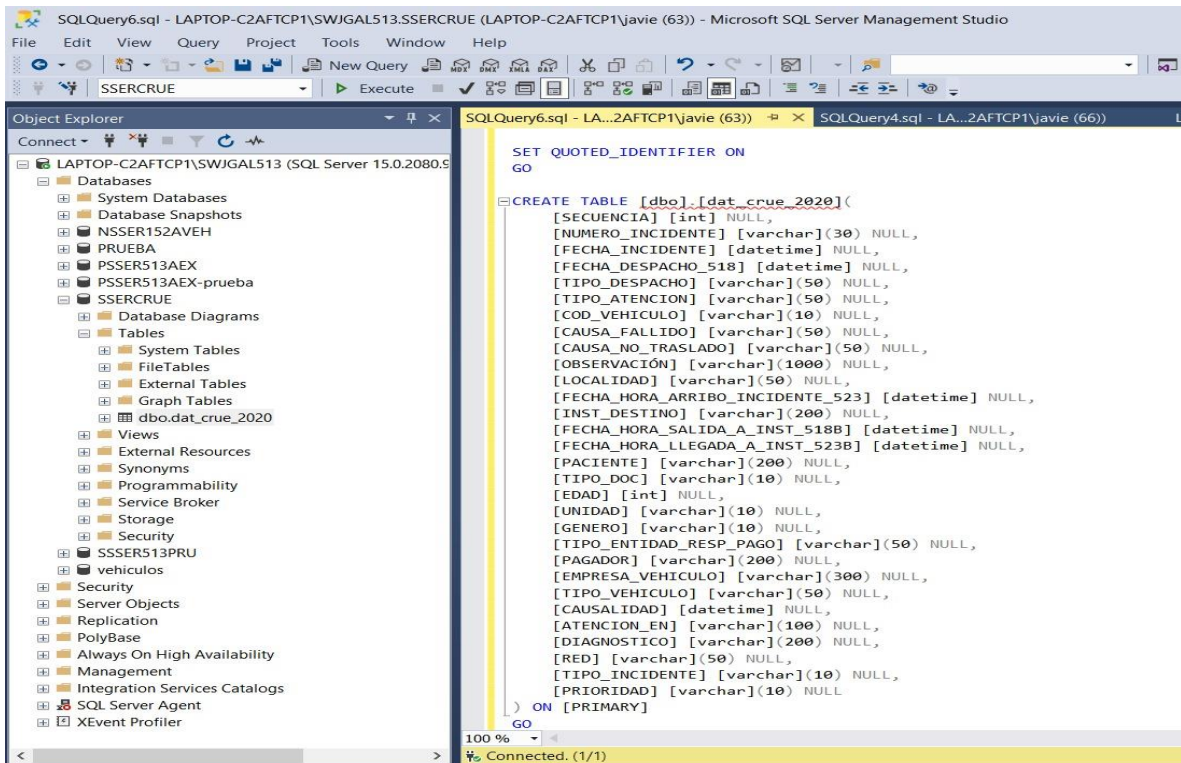 SQLQuery6.sql - LAPTOP-C2AFTCP1\SWJGAL513.SSERCRUE (LAPTOP-C2AFTCP1\javie (63)) - Microsoft SQL Server Management Studio
File Edit View Query Project Tools Window Help
New Query MDX DMX XMLA DAX
SSERCRUE Execute
Object Explorer
Connect
LAPTOP-C2AFTCP1\SWJGAL513 (SQL Server 15.0.2080.9
Databases
System Databases
Database Snapshots
NSSER152AVEH
PRUEBA
PSSER513AEX
PSSER513AEX-prueba
SSERCRUE
Database Diagrams
Tables
System Tables
FileTables
External Tables
Graph Tables
dbo.dat_crue_2020
Views
External Resources
Synonyms
Programmability
Service Broker
Storage
Security
SSSER513PRU
vehiculos
Security
Server Objects
Replication
PolyBase
Always On High Availability
Management
Integration Services Catalogs
SQL Server Agent
XEvent Profiler
SQLQuery6.sql - LA...2AFTCP1\javie (63)) SQLQuery4.sql - LA...2AFTCP1\javie (66))
SET QUOTED_IDENTIFIER ON
GO
CREATE TABLE [dbo].[dat_crue_2020](
[SECUENCIA] [int] NULL,
[NUMERO_INCIDENTE] [varchar](30) NULL,
[FECHA_INCIDENTE] [datetime] NULL,
[FECHA_DESPACHO_518] [datetime] NULL,
[TIPO_DESPACHO] [varchar](50) NULL,
[TIPO_ATENCION] [varchar](50) NULL,
[COD_VEHICULO] [varchar](10) NULL,
[CAUSA_FALLIDO] [varchar](50) NULL,
[CAUSA_NO_TRASLADO] [varchar](50) NULL,
[OBSERVACIÓN] [varchar](1000) NULL,
[LOCALIDAD] [varchar](50) NULL,
[FECHA_HORA_ARRIBO_INCIDENTE_523] [datetime] NULL,
[INST_DESTINO] [varchar](200) NULL,
[FECHA_HORA_SALIDA_A_INST_518B] [datetime] NULL,
[FECHA_HORA_LLEGADA_A_INST_523B] [datetime] NULL,
[PACIENTE] [varchar](200) NULL,
[TIPO_DOC] [varchar](10) NULL,
[EDAD] [int] NULL,
[UNIDAD] [varchar](10) NULL,
[GENERO] [varchar](10) NULL,
[TIPO_ENTIDAD_RESP_PAGO] [varchar](50) NULL,
[PAGADOR] [varchar](200) NULL,
[EMPRESA_VEHICULO] [varchar](300) NULL,
[TIPO_VEHICULO] [varchar](50) NULL,
[CAUSALIDAD] [datetime] NULL,
[ATENCION_EN] [varchar](100) NULL,
[DIAGNOSTICO] [varchar](200) NULL,
[RED] [varchar](50) NULL,
[TIPO_INCIDENTE] [varchar](10) NULL,
[PRIORIDAD] [varchar](10) NULL
) ON [PRIMARY]
GO
100 %
Connected. (1/1)